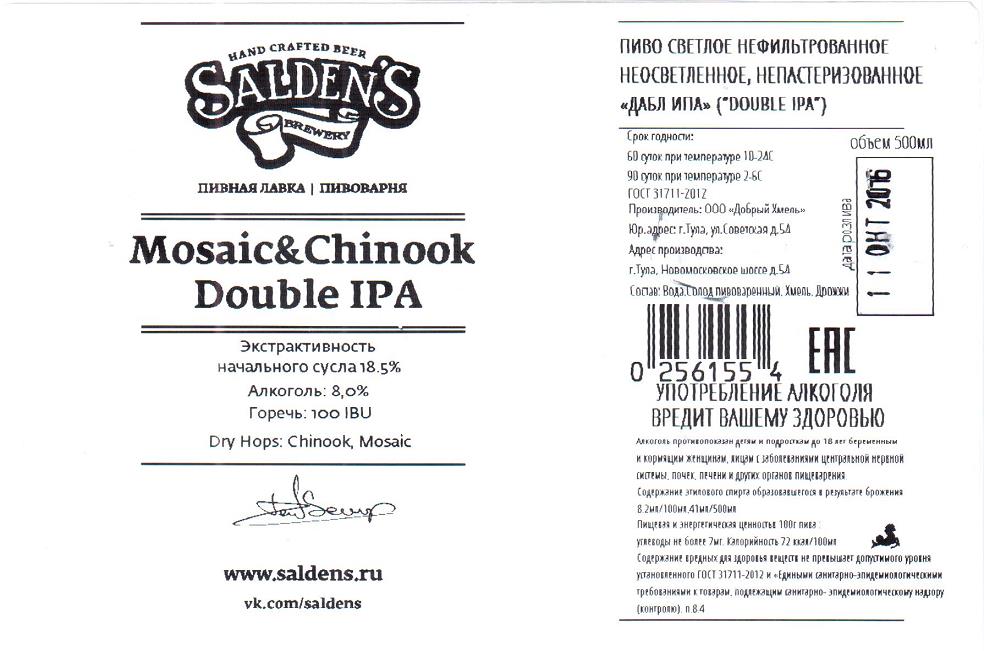 HAND CRAFTED BEER
SALDEN'S
BREWERY
ПИВНАЯ ЛАВКА | ПИВОВАРНЯ
Mosaic&Chinook
Double IPA
Экстрактивность
начального сусла 18.5%
Алкоголь: 8,0%
Горечь: 100 IBU
Dry Hops: Chinook, Mosaic
www.saldens.ru
vk.com/saldens
ПИВО СВЕТЛОЕ НЕФИЛЬТРОВАННОЕ
НЕОСВЕТЛЕННОЕ, НЕПАСТЕРИЗОВАННОЕ
«ДАБЛ ИПА» ("DOUBLE IPA")
Срок годности:
60 суток при температуре 10-24С
90 суток при температуре 2-6С
ГОСТ 31711-2012
Производитель: ООО «Добрый Хмель»
Юр.адрес: г.Тула, ул.Советская д.54
Адрес производства:
г.Тула, Новомосковское шоссе д.54
Состав: Вода,Солод пивоваренный, Хмель, Дрожжи
объем 500мл
дата розлива
11 ОКТ 2016
0 256155 4
ЕАС
УПОТРЕБЛЕНИЕ АЛКОГОЛЯ
ВРЕДИТ ВАШЕМУ ЗДОРОВЬЮ
Алкоголь противопоказан детям и подросткам до 18 лет беременным
и кормящим женщинам, лицам с заболеваниями центральной нервной
системы, почек, печени и других органов пищеварения.
Содержание этилового спирта образовавшегося в результате брожения
8.2мл/100мл,41мл/500мл
Пищевая и энергетическая ценностьв 100г пива :
углеводы не более 7мг. Калорийность 72 ккал/100мл
Содержание вредных для здоровья веществ не превышает допустимого уровня
установленного ГОСТ 31711-2012 и «Едиными санитарно-эпидемиологическими
требованиями к товарам, подлежащим санитарно- эпидемиологическому надзору
(контролю). п.8.4